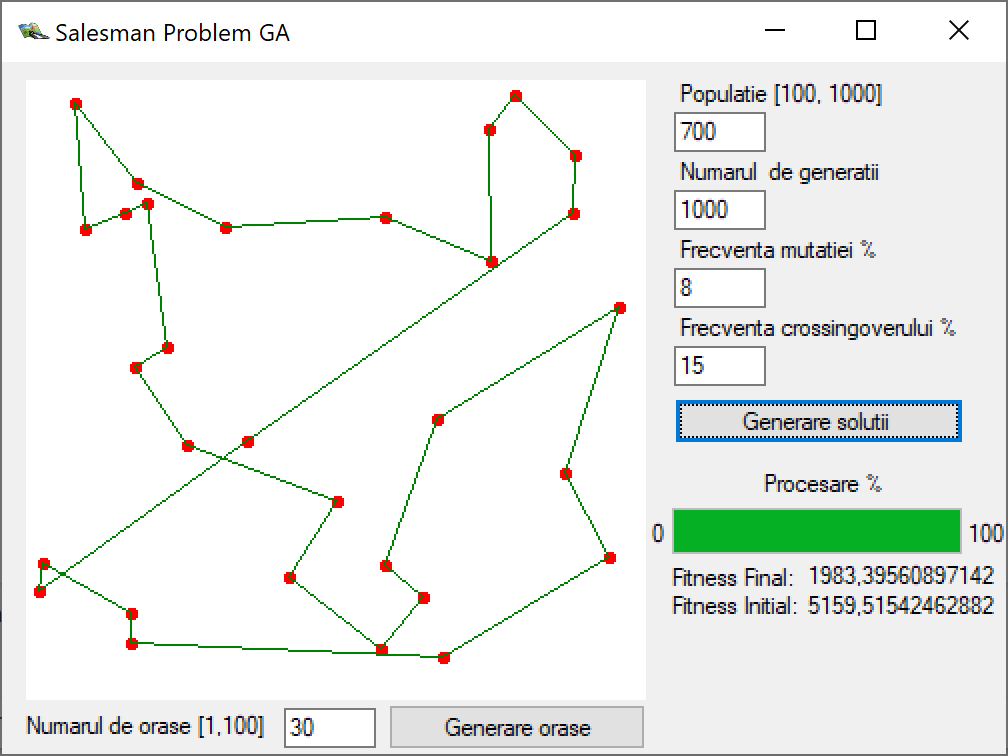 Salesman Problem GA
Populatie [100, 1000]
700
Numarul  de generatii
1000
Frecventa mutatiei %
8
Frecventa crossingoverului %
15
Generare solutii
Procesare %
0 100
Fitness Final: 1983,39560897142
Fitness Initial: 5159,51542462882
Numarul de orase [1,100] 30 Generare orase